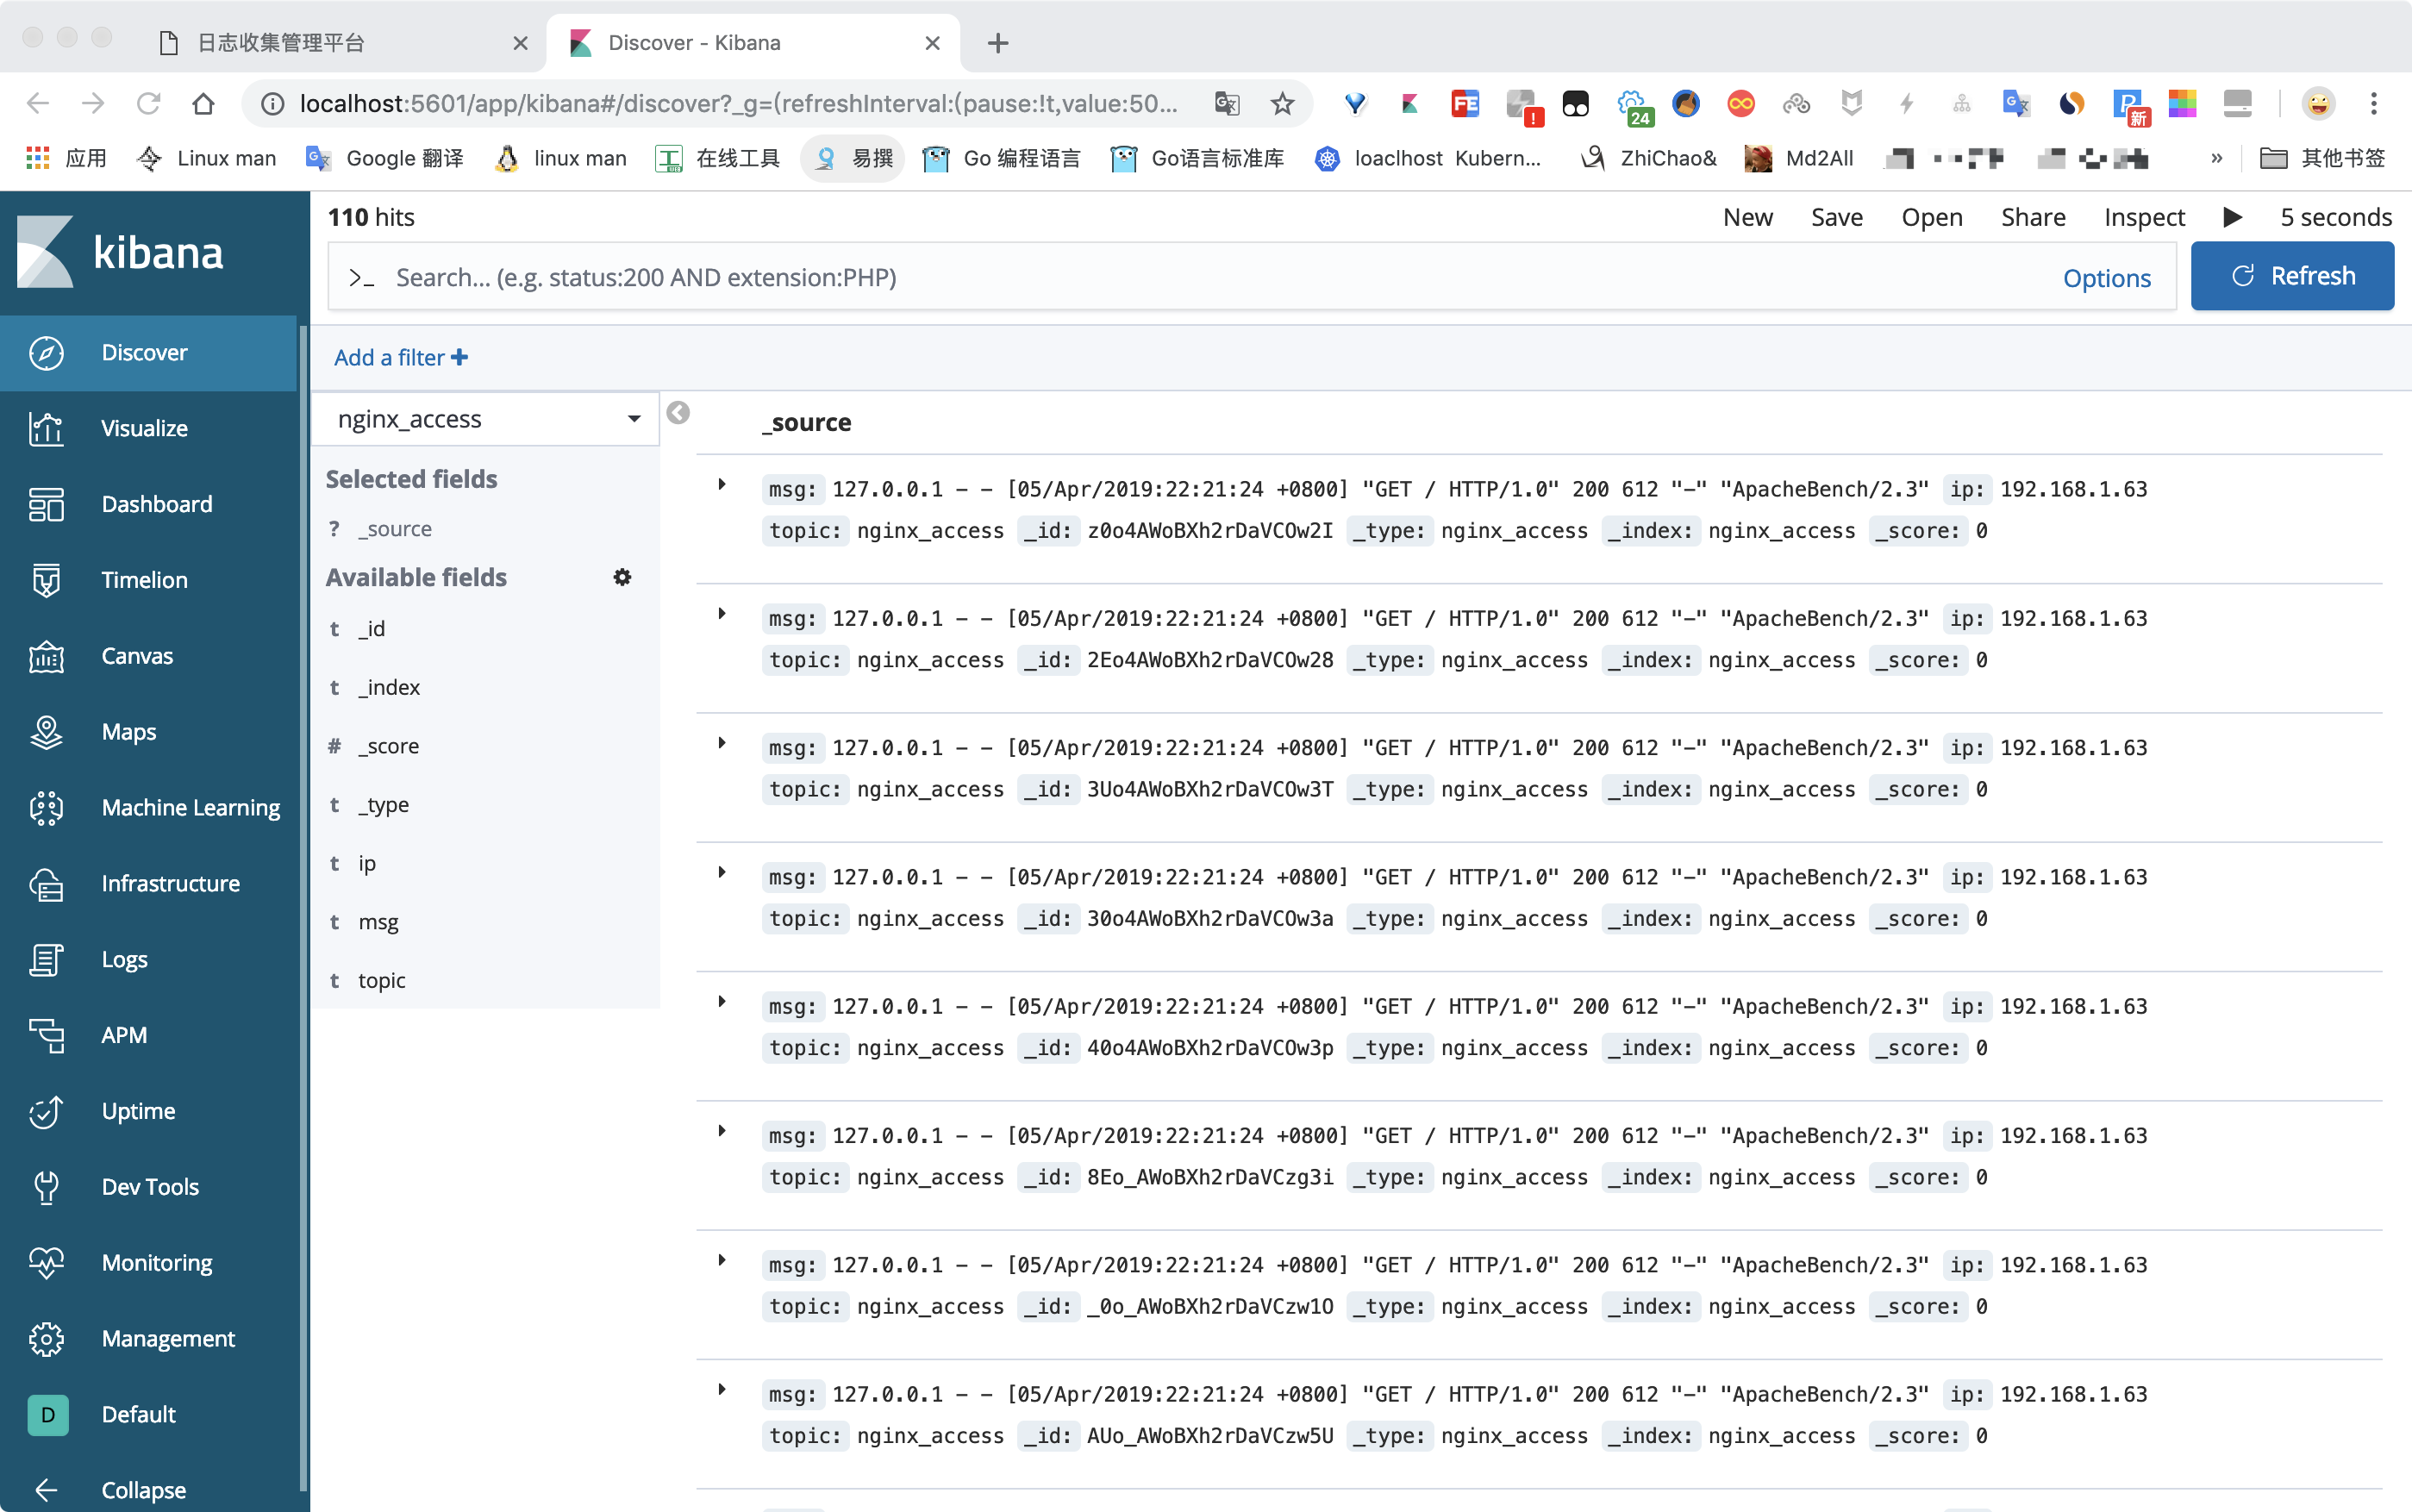 日志收集管理平台
Discover - Kibana
localhost:5601/app/kibana#/discover?_g=(refreshInterval:(pause:!t,value:50...
FE
!
24
新
应用
Linux man
Google 翻译
linux man
在线工具
易撰
Go 编程语言
Go语言标准库
loaclhost Kubern...
ZhiChao&
Md2All
»
其他书签
kibana
Discover
Visualize
Dashboard
Timelion
Canvas
Maps
Machine Learning
Infrastructure
Logs
APM
Uptime
Dev Tools
Monitoring
Management
D Default
Collapse
110 hits
New Save Open Share Inspect 5 seconds
>_ Search... (e.g. status:200 AND extension:PHP) Options
Refresh
Add a filter +
nginx_access
Selected fields
? _source
Available fields
t _id
t _index
# _score
t _type
t ip
t msg
t topic
_source
msg: 127.0.0.1 - - [05/Apr/2019:22:21:24 +0800] "GET / HTTP/1.0" 200 612 "-" "ApacheBench/2.3" ip: 192.168.1.63
topic: nginx_access _id: z0o4AWoBXh2rDaVCOw2I _type: nginx_access _index: nginx_access _score: 0
msg: 127.0.0.1 - - [05/Apr/2019:22:21:24 +0800] "GET / HTTP/1.0" 200 612 "-" "ApacheBench/2.3" ip: 192.168.1.63
topic: nginx_access _id: 2Eo4AWoBXh2rDaVCOw28 _type: nginx_access _index: nginx_access _score: 0
msg: 127.0.0.1 - - [05/Apr/2019:22:21:24 +0800] "GET / HTTP/1.0" 200 612 "-" "ApacheBench/2.3" ip: 192.168.1.63
topic: nginx_access _id: 3Uo4AWoBXh2rDaVCOw3T _type: nginx_access _index: nginx_access _score: 0
msg: 127.0.0.1 - - [05/Apr/2019:22:21:24 +0800] "GET / HTTP/1.0" 200 612 "-" "ApacheBench/2.3" ip: 192.168.1.63
topic: nginx_access _id: 30o4AWoBXh2rDaVCOw3a _type: nginx_access _index: nginx_access _score: 0
msg: 127.0.0.1 - - [05/Apr/2019:22:21:24 +0800] "GET / HTTP/1.0" 200 612 "-" "ApacheBench/2.3" ip: 192.168.1.63
topic: nginx_access _id: 40o4AWoBXh2rDaVCOw3p _type: nginx_access _index: nginx_access _score: 0
msg: 127.0.0.1 - - [05/Apr/2019:22:21:24 +0800] "GET / HTTP/1.0" 200 612 "-" "ApacheBench/2.3" ip: 192.168.1.63
topic: nginx_access _id: 8Eo_AWoBXh2rDaVCzg3i _type: nginx_access _index: nginx_access _score: 0
msg: 127.0.0.1 - - [05/Apr/2019:22:21:24 +0800] "GET / HTTP/1.0" 200 612 "-" "ApacheBench/2.3" ip: 192.168.1.63
topic: nginx_access _id: _0o_AWoBXh2rDaVCzw1O _type: nginx_access _index: nginx_access _score: 0
msg: 127.0.0.1 - - [05/Apr/2019:22:21:24 +0800] "GET / HTTP/1.0" 200 612 "-" "ApacheBench/2.3" ip: 192.168.1.63
topic: nginx_access _id: AUo_AWoBXh2rDaVCzw5U _type: nginx_access _index: nginx_access _score: 0